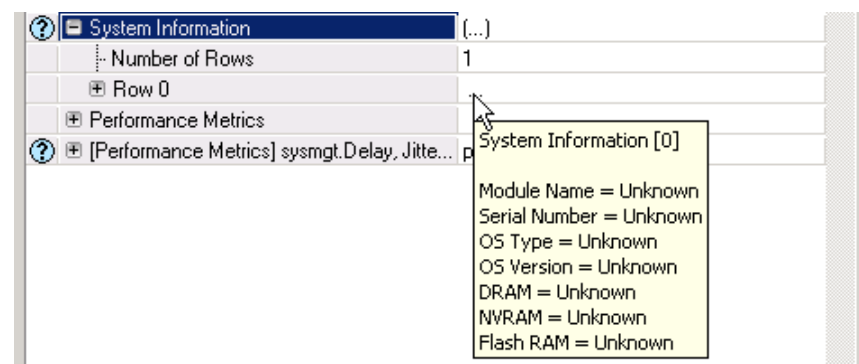 System Information (...)
Number of Rows 1
Row 0 ...
Performance Metrics
[Performance Metrics] sysmgt.Delay, Jitte... p
System Information [0]
Module Name = Unknown
Serial Number = Unknown
OS Type = Unknown
OS Version = Unknown
DRAM = Unknown
NVRAM = Unknown
Flash RAM = Unknown